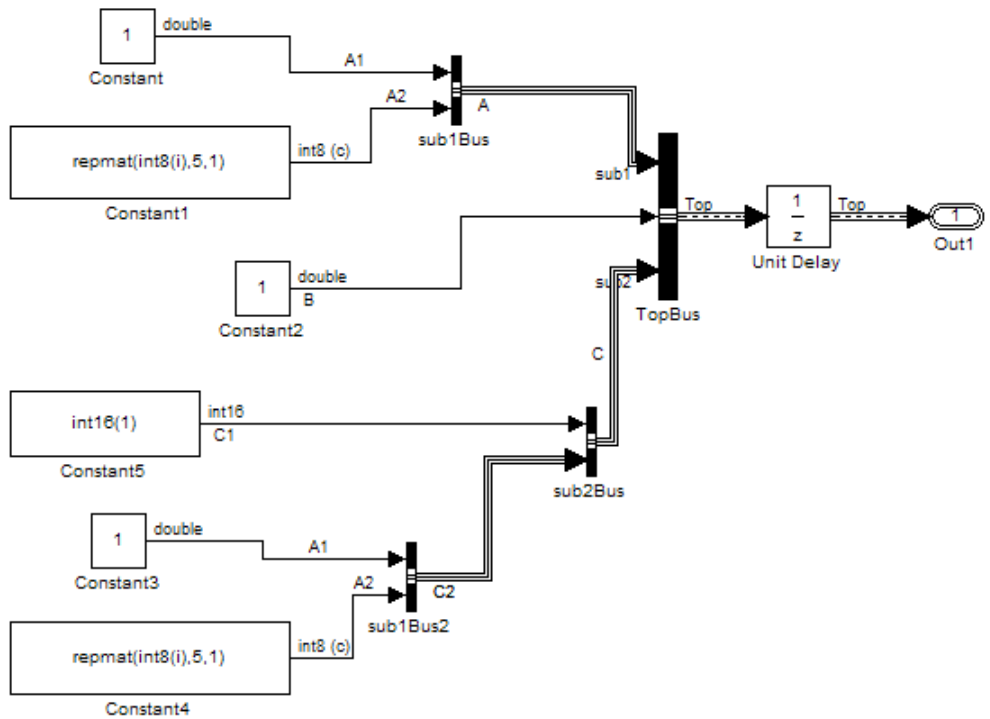 double
1
A1
Constant
A2
A
sub1Bus
repmat(int8(i),5,1)
int8 (c)
Constant1
sub1
Top
1
z
Top
1
Unit Delay
Out1
double
1
B
Constant2
sub2
TopBus
C
int16(1)
int16
C1
Constant5
sub2Bus
double
1
A1
Constant3
A2
C2
sub1Bus2
repmat(int8(i),5,1)
int8 (c)
Constant4